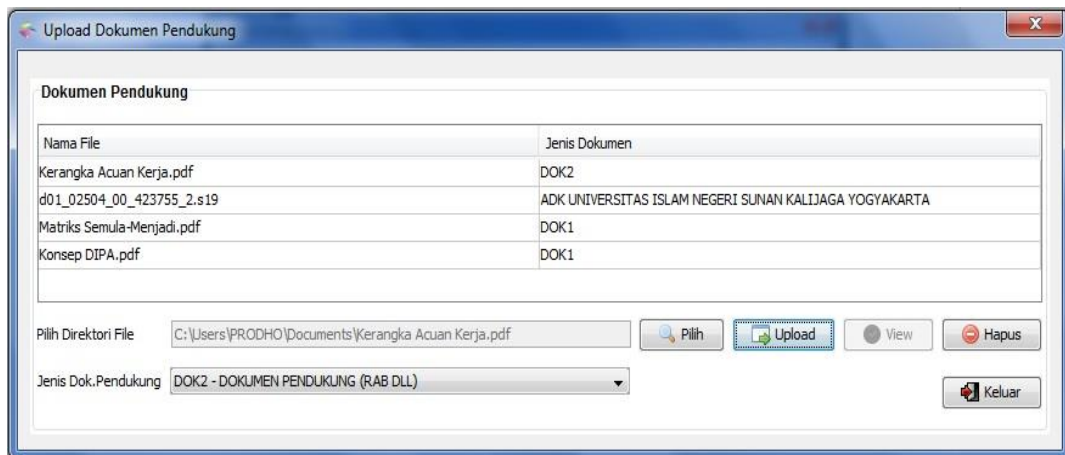 Upload Dokumen Pendukung
Dokumen Pendukung
Nama File Jenis Dokumen
Kerangka Acuan Kerja.pdf DOK2
d01_02504_00_423755_2.s19 ADK UNIVERSITAS ISLAM NEGERI SUNAN KALIJAGA YOGYAKARTA
Matriks Semula-Menjadi.pdf DOK1
Konsep DIPA.pdf DOK1
Pilih Direktori File C:\Users\PRODHO\Documents\Kerangka Acuan Kerja.pdf Pilih Upload View Hapus
Jenis Dok.Pendukung DOK2 - DOKUMEN PENDUKUNG (RAB DLL)
Keluar